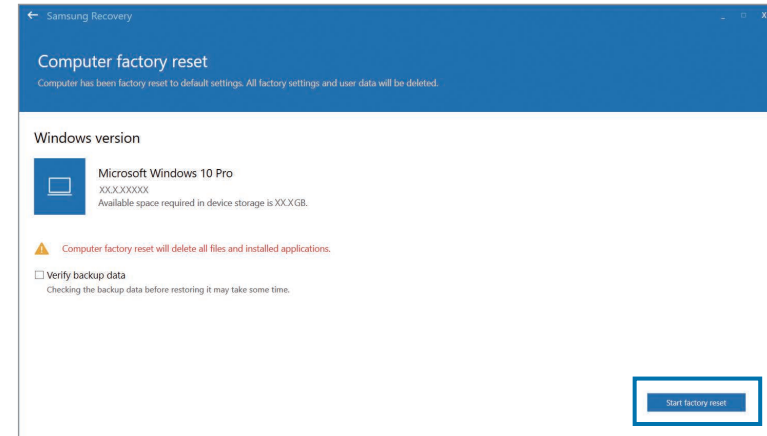 Samsung Recovery
Computer factory reset
Computer has been factory reset to default settings. All factory settings and user data will be deleted.
Windows version
Microsoft Windows 10 Pro
XX.X.XXXXX
Available space required in device storage is XX.X GB.
Computer factory reset will delete all files and installed applications.
Verify backup data
Checking the backup data before restoring it may take some time.
Start factory reset